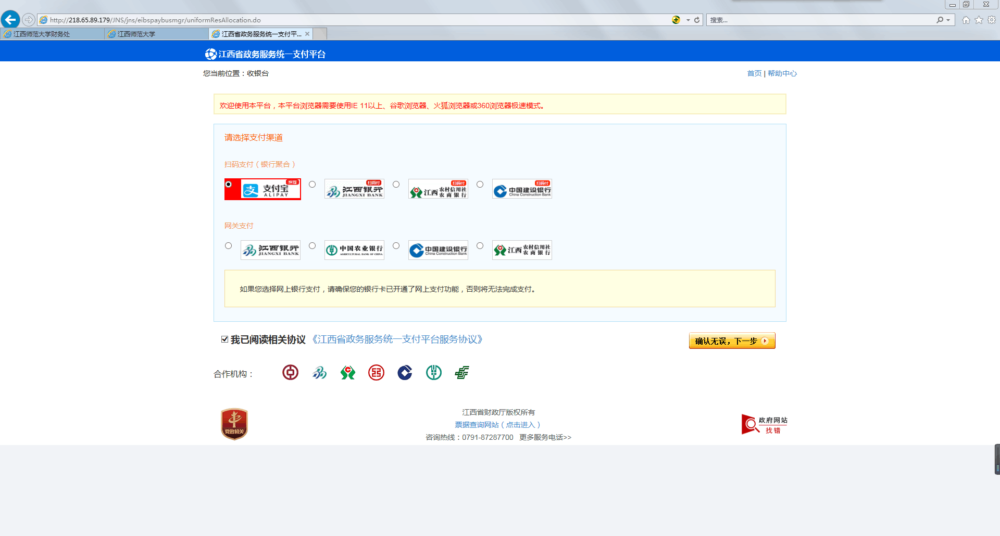 http://218.65.89.179/JNS/jns/eibspaybusmgr/uniformResAllocation.do
搜索...
江西师范大学财务处
江西师范大学
江西省政务服务统一支付平...
江西省政务服务统一支付平台
您当前位置：收银台
首页 | 帮助中心
欢迎使用本平台，本平台浏览器需要使用IE 11以上、谷歌浏览器、火狐浏览器或360浏览器极速模式。
请选择支付渠道
扫码支付（银行聚合）
支付宝 ALIPAY 推荐
江西银行 JIANGXI BANK 扫码付
江西 农村信用社 农商银行 扫码付
中国建设银行 China Construction Bank 扫码付
网关支付
江西银行 JIANGXI BANK
中国农业银行 AGRICULTURAL BANK OF CHINA
中国建设银行 China Construction Bank
江西 农村信用社 农商银行
如果您选择网上银行支付，请确保您的银行卡已开通了网上支付功能，否则将无法完成支付。
我已阅读相关协议 《江西省政务服务统一支付平台服务协议》
确认无误，下一步
合作机构：
江西省财政厅版权所有
票据查询网站（点击进入）
咨询热线：0791-87287700 更多服务电话>>
党政机关
政府网站
找错